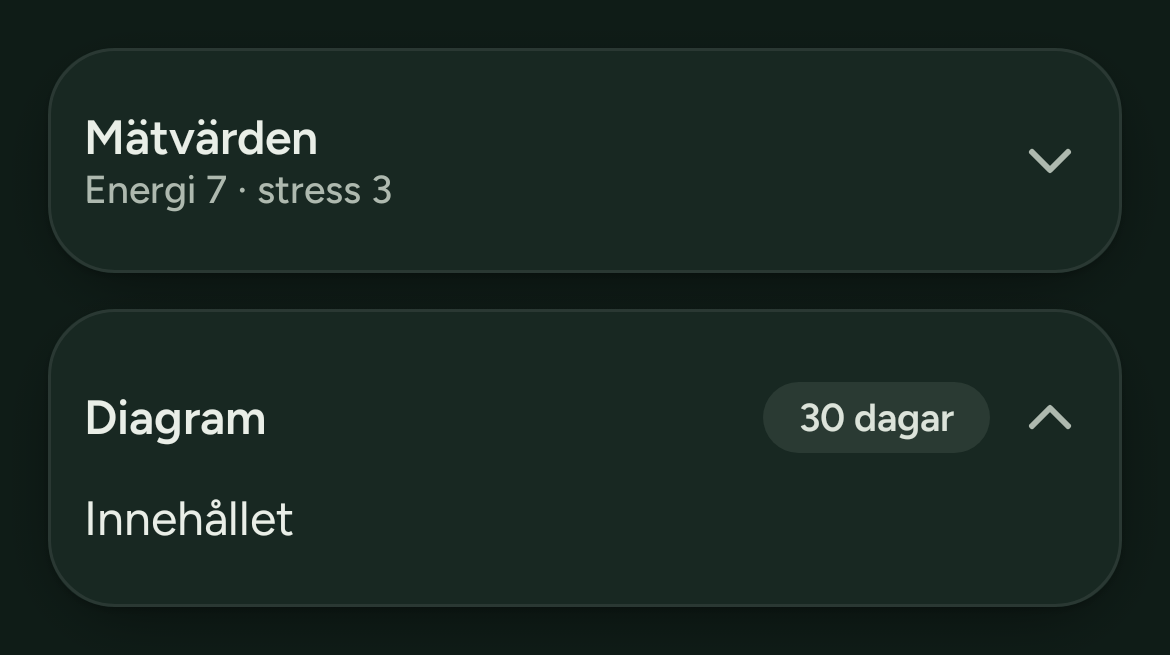 Mätvärden
Energi 7 · stress 3
Diagram
30 dagar
Innehållet